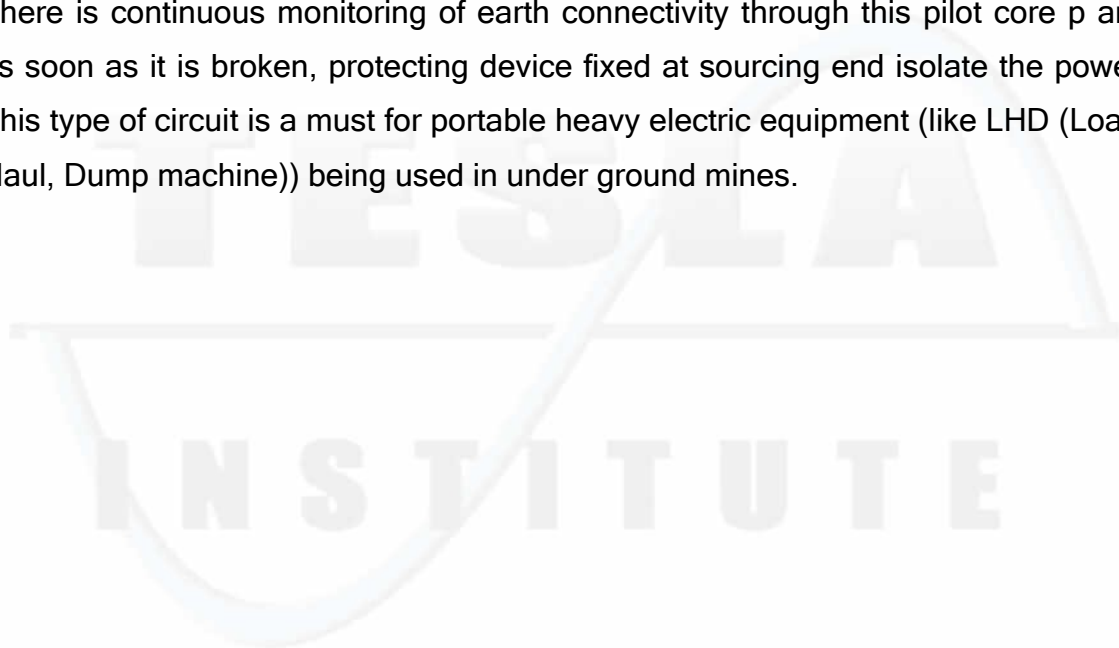 here is continuous monitoring of earth connectivity through this pilot core p a
s soon as it is broken, protecting device fixed at sourcing end isolate the powe
his type of circuit is a must for portable heavy electric equipment (like LHD (Loa
aul, Dump machine)) being used in under ground mines.
TESLA
INSTITUTE